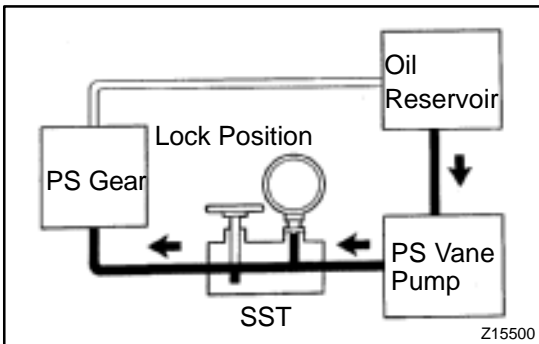 Oil
Reservoir
Lock Position
PS Gear
PS Vane
Pump
SST
Z15500